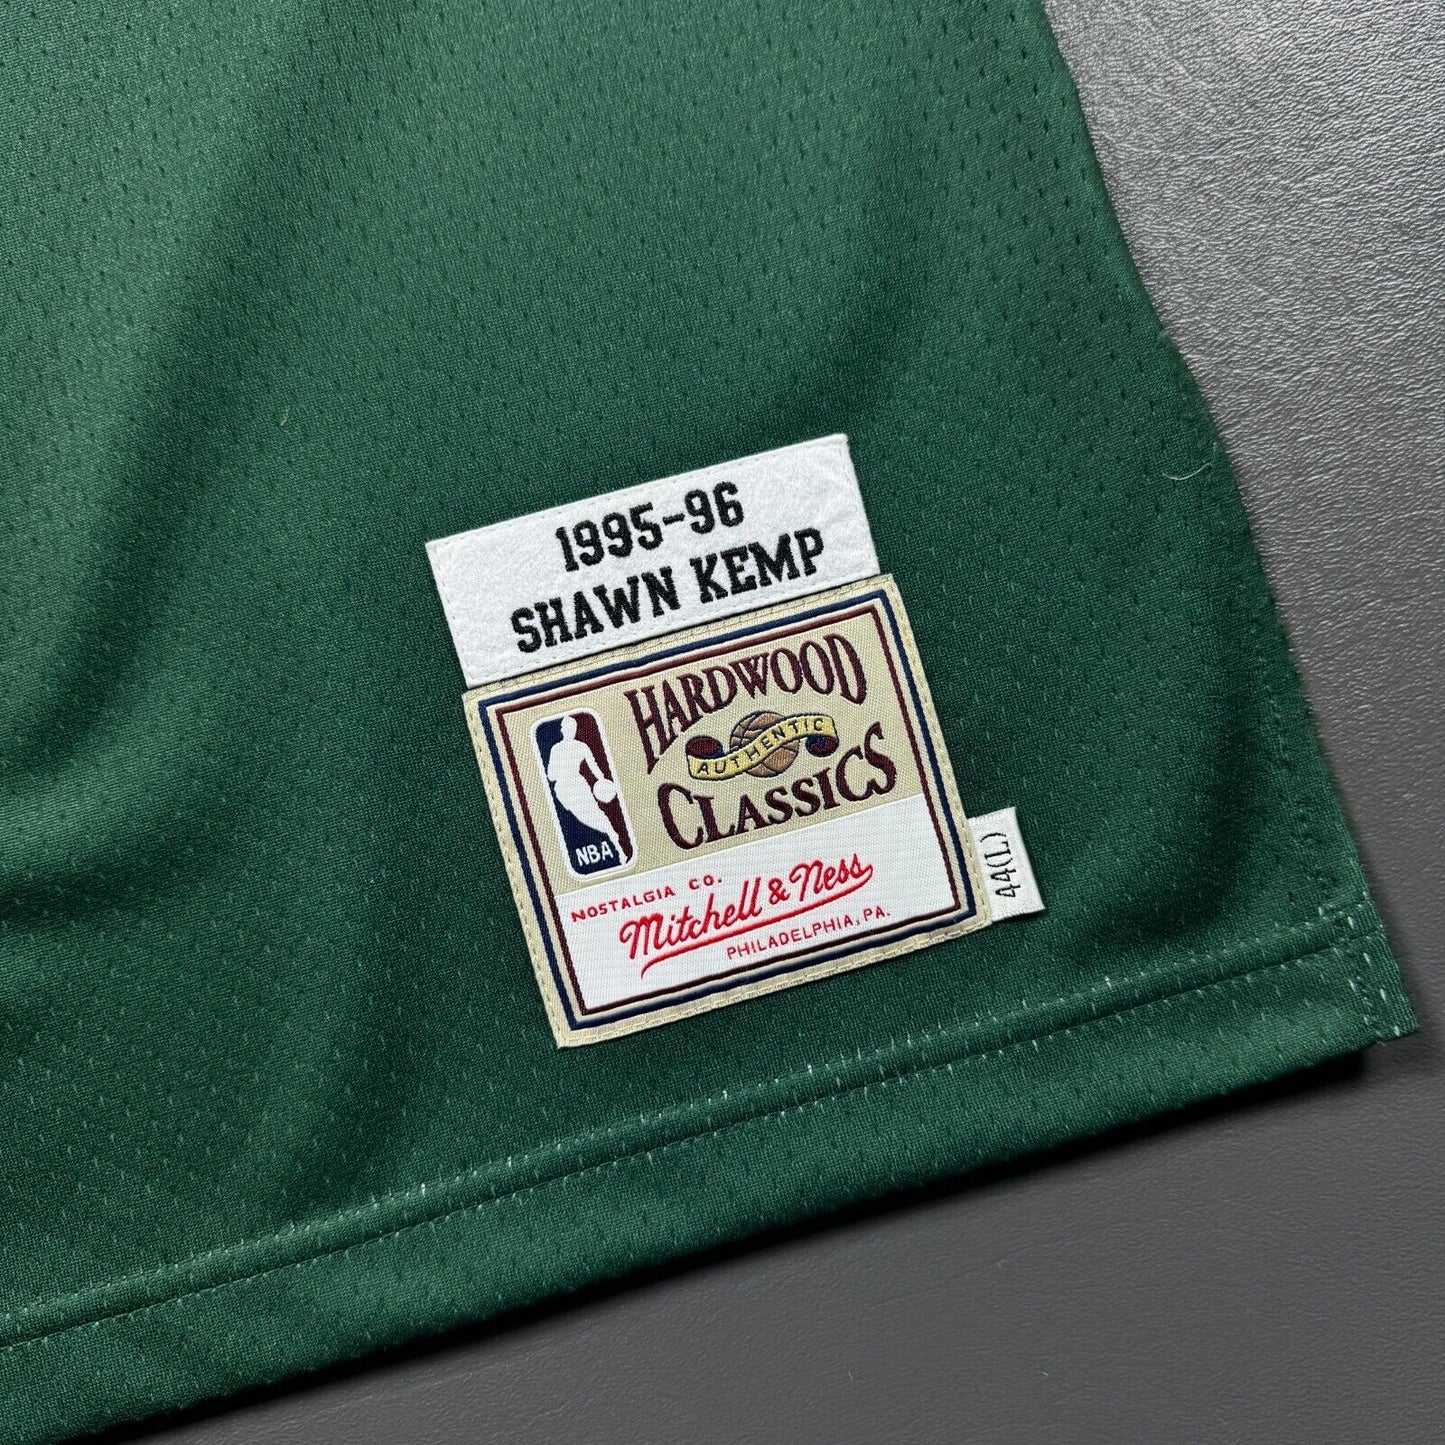 1995-96
SHAWN KEMP
HARDWOOD
AUTHENTIC
CLASSICS
NBA
NOSTALGIA CO.
Mitchell & Ness
PHILADELPHIA, PA.
44(L)